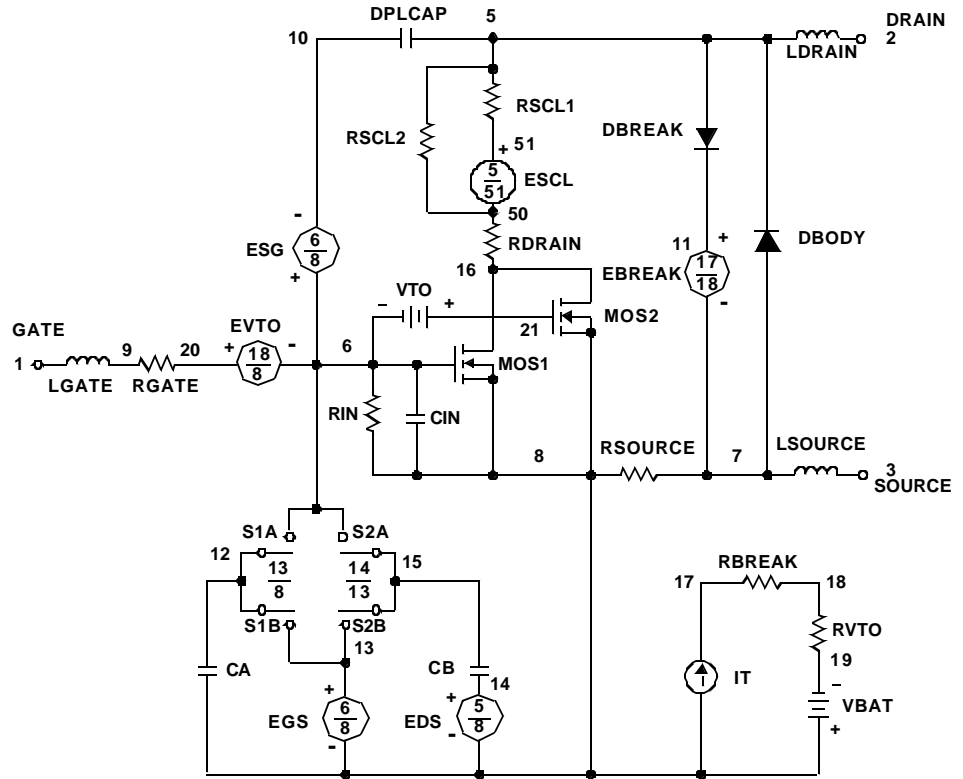 DPLCAP
5
10
DRAIN
2
LDRAIN
RSCL1
RSCL2
DBREAK
+ 51
5
51
ESCL
50
-
ESG
6
8
+
RDRAIN
DBODY
11
+
EBREAK
17
18
-
16
VTO
-
+
MOS2
21
GATE
1
LGATE
9
RGATE
20
EVTO
+
18
8
-
6
MOS1
RIN
CIN
8
RSOURCE
7
LSOURCE
3
SOURCE
S1A
S2A
12
13
8
14
13
15
S1B
S2B
13
CA
CB
14
+
EGS
6
8
-
+
EDS
5
8
-
RBREAK
17
18
RVTO
19
IT
-
VBAT
+